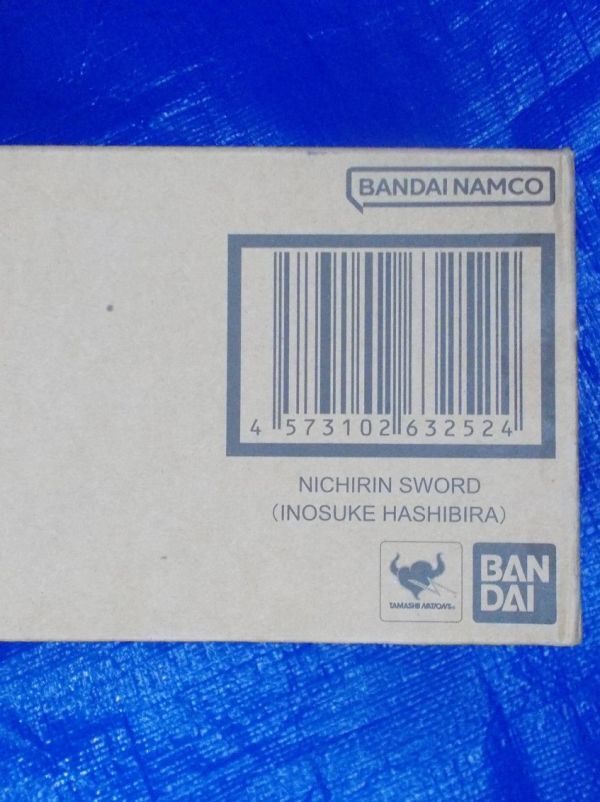 BANDAI NAMCO
4 573102 632524
NICHIRIN SWORD
(INOSUKE HASHIBIRA)
TAMASHII NATIONS®
BAN
DAI